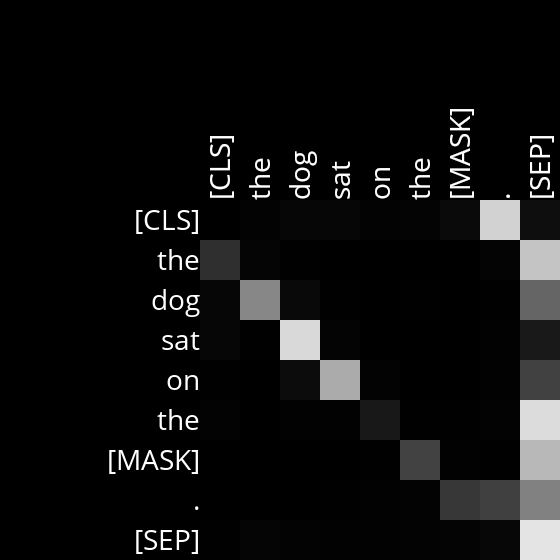 [CLS] the dog sat on the [MASK] . [SEP]
[CLS]
the
dog
sat
on
the
[MASK]
.
[SEP]